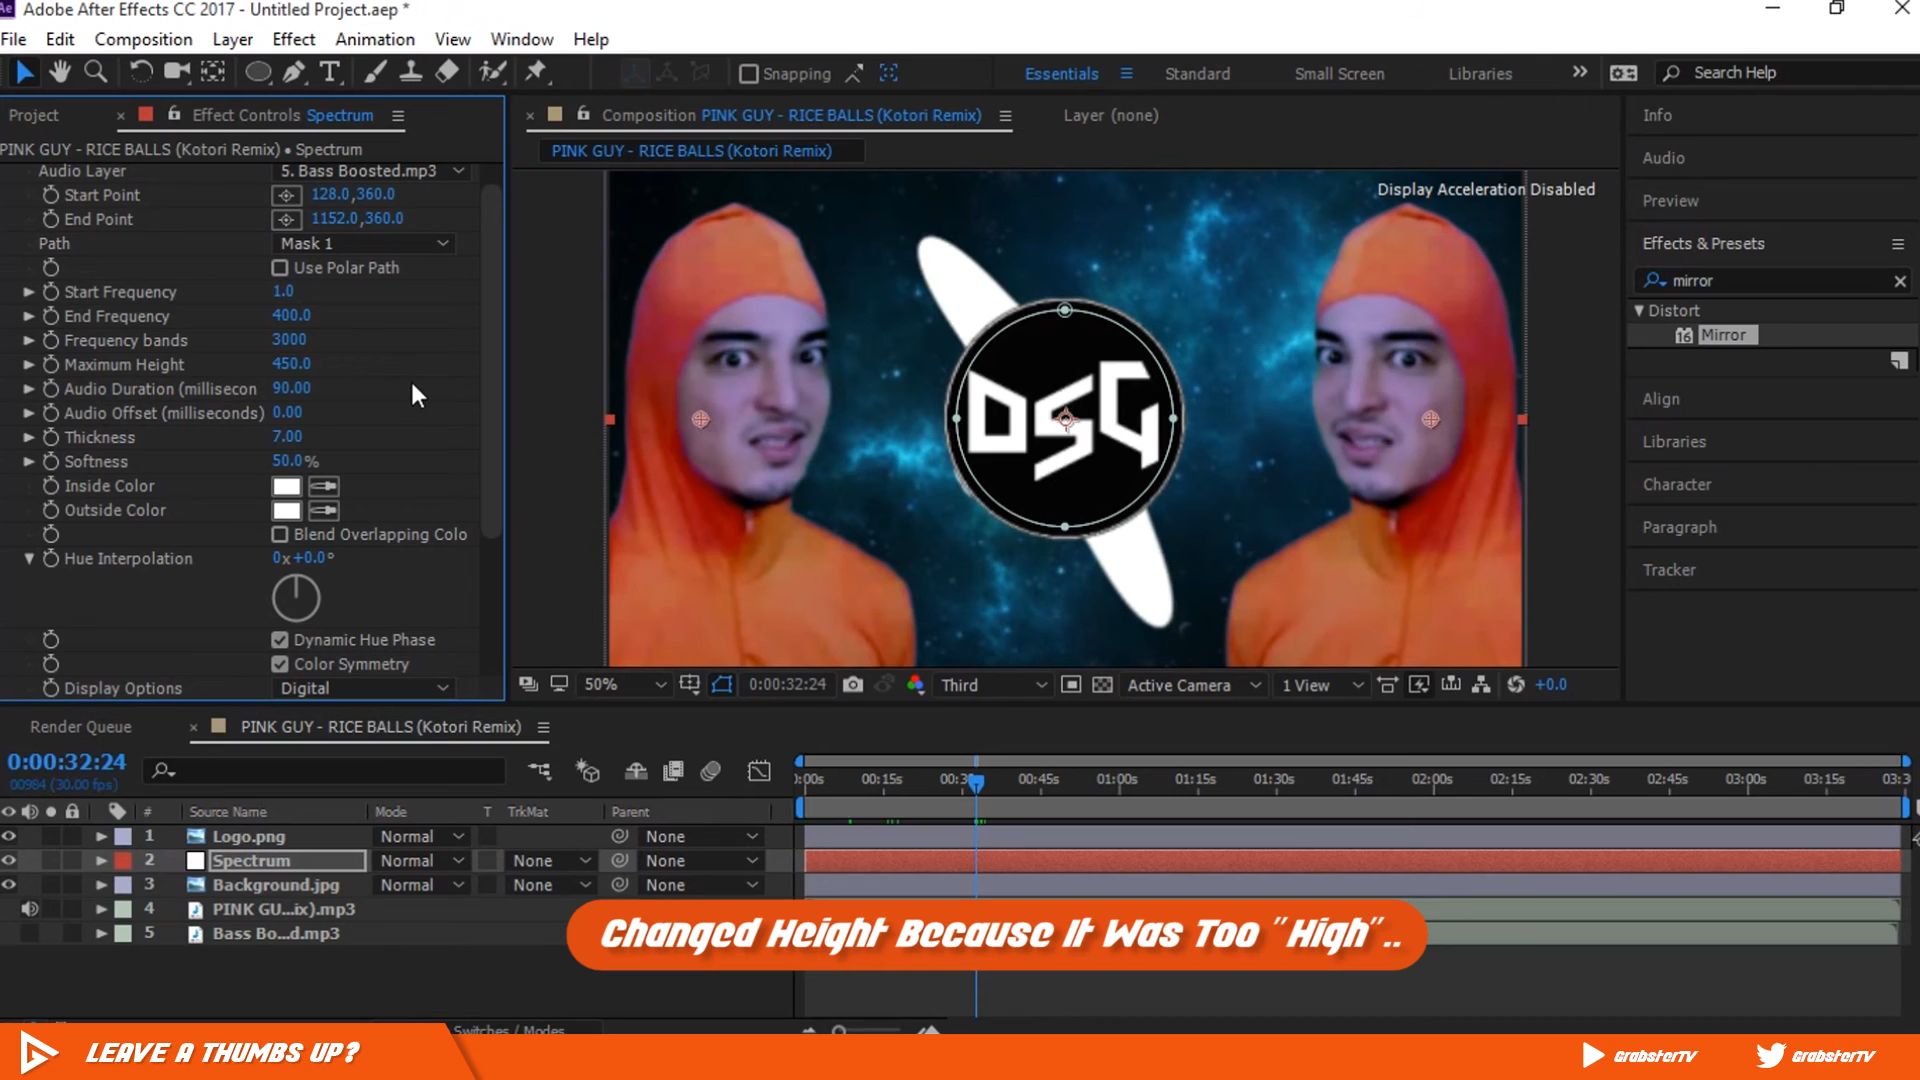 Adobe After Effects CC 2017 - Untitled Project.aep *
File Edit Composition Layer Effect Animation View Window Help
Snapping Essentials Standard Small Screen Libraries Search Help
Project Effect Controls Spectrum
Composition PINK GUY - RICE BALLS (Kotori Remix) Layer (none)
PINK GUY - RICE BALLS (Kotori Remix) • Spectrum
PINK GUY - RICE BALLS (Kotori Remix)
Audio Layer 5. Bass Boosted.mp3
Start Point 128.0,360.0
End Point 1152.0,360.0
Path Mask 1
Use Polar Path
Start Frequency 1.0
End Frequency 400.0
Frequency bands 3000
Maximum Height 450.0
Audio Duration (millisecon 90.00
Audio Offset (milliseconds) 0.00
Thickness 7.00
Softness 50.0%
Inside Color
Outside Color
Blend Overlapping Colo
Hue Interpolation 0x+0.0°
Dynamic Hue Phase
Color Symmetry
Display Options Digital
Display Acceleration Disabled
DSG
50% 0:00:32:24 Third Active Camera 1 View +0.0
Info
Audio
Preview
Effects & Presets
mirror
Distort
16 Mirror
Align
Libraries
Character
Paragraph
Tracker
Render Queue PINK GUY - RICE BALLS (Kotori Remix)
0:00:32:24
00984 (30.00 fps)
):00s 00:15s 00:30 00:45s 01:00s 01:15s 01:30s 01:45s 02:00s 02:15s 02:30s 02:45s 03:00s 03:15s 03:3
# Source Name Mode T TrkMat Parent
1 Logo.png Normal None
2 Spectrum Normal None None
3 Background.jpg Normal None None
4 PINK GU...ix).mp3
5 Bass Bo...d.mp3
Changed Height Because It Was Too "High"..
Switches / Modes
LEAVE A THUMBS UP?
GrabsterTV
GrabsterTV